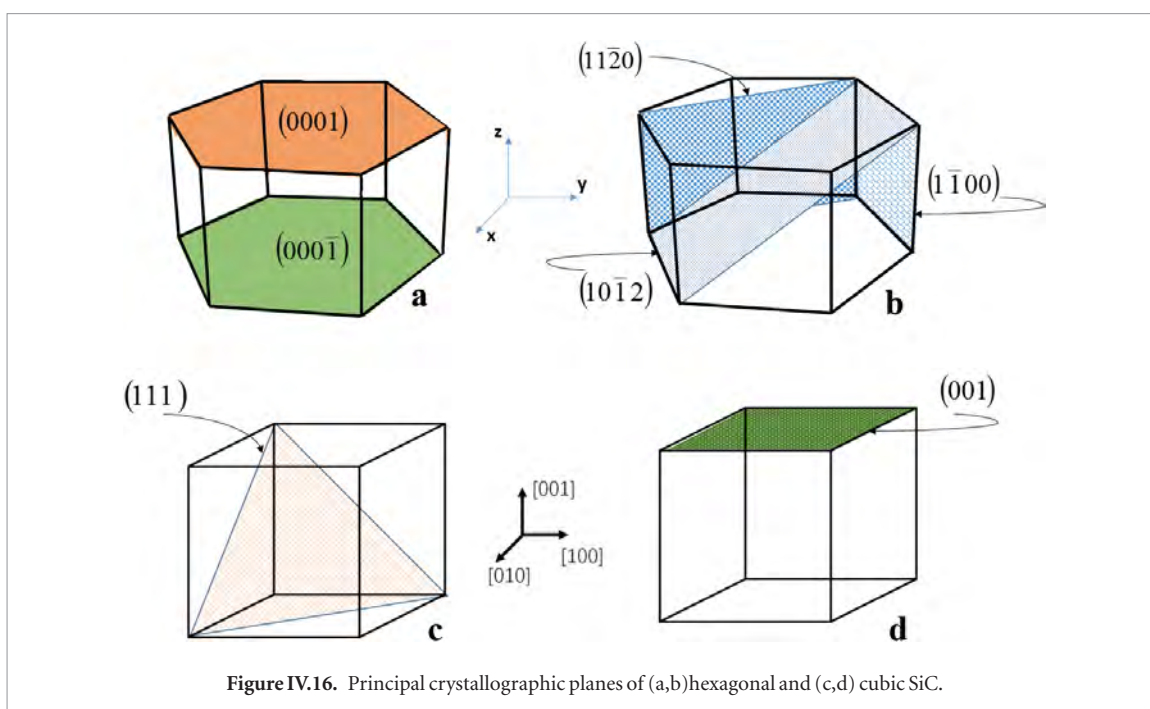 (112̄0)
(0001)
z
y
x
(11̄00)
(0001̄)
(101̄2)
a
b
(111)
(001)
[001]
[100]
[010]
c
d
Figure IV.16. Principal crystallographic planes of (a,b)hexagonal and (c,d) cubic SiC.